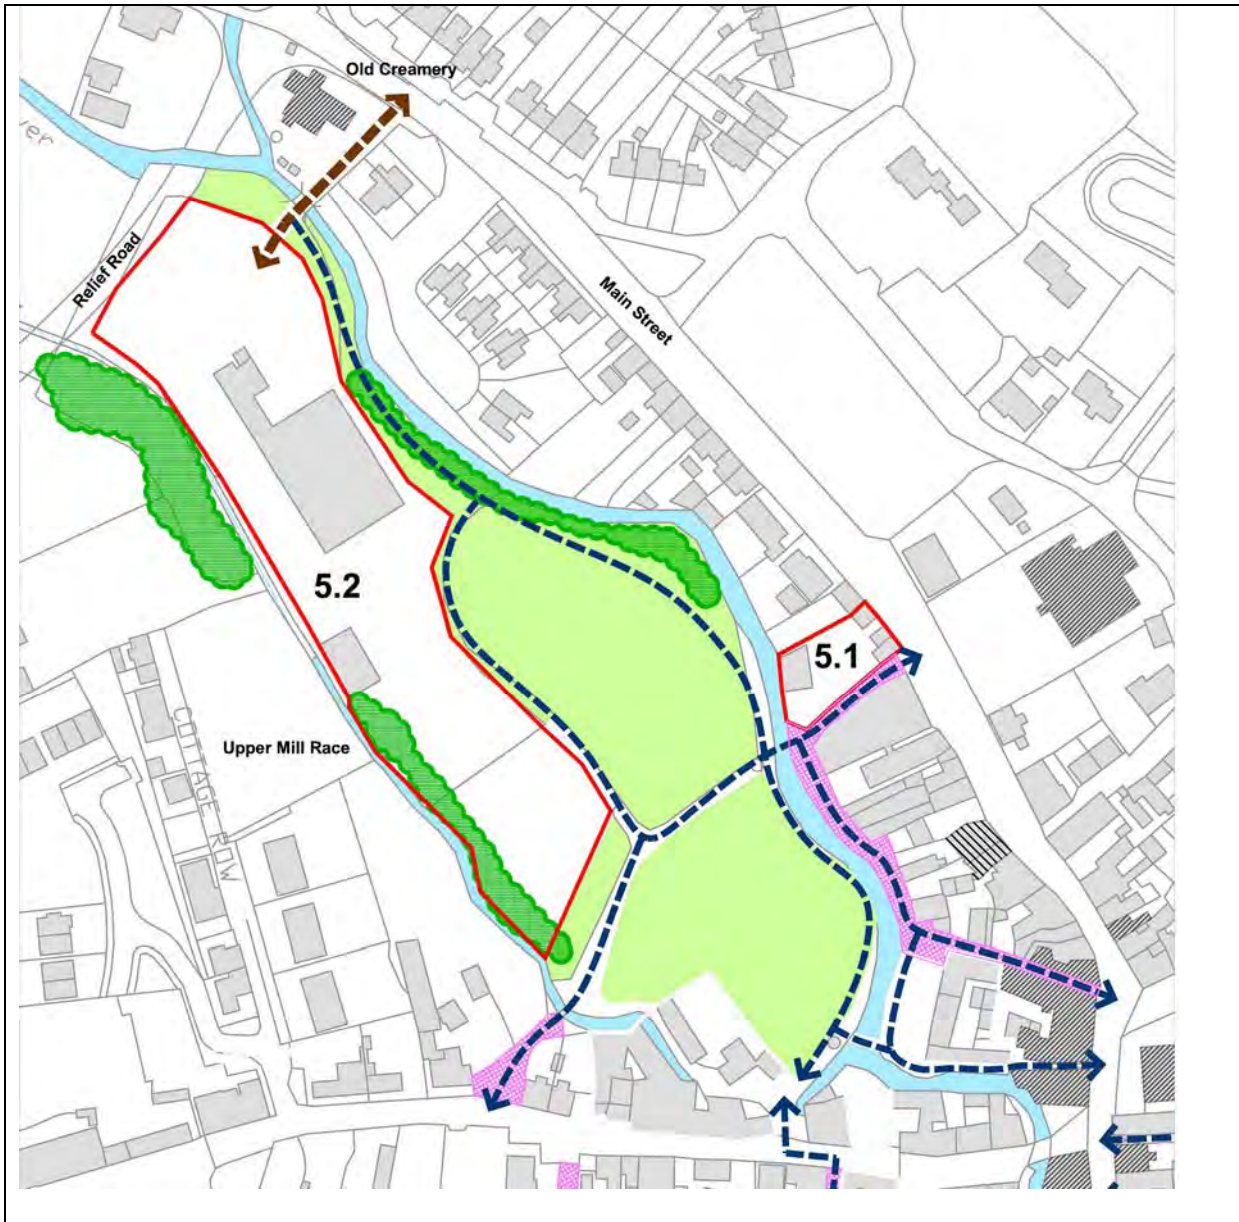 Old Creamery
Relief Road
Main Street
5.2
5.1
Upper Mill Race
COTTAGE ROW